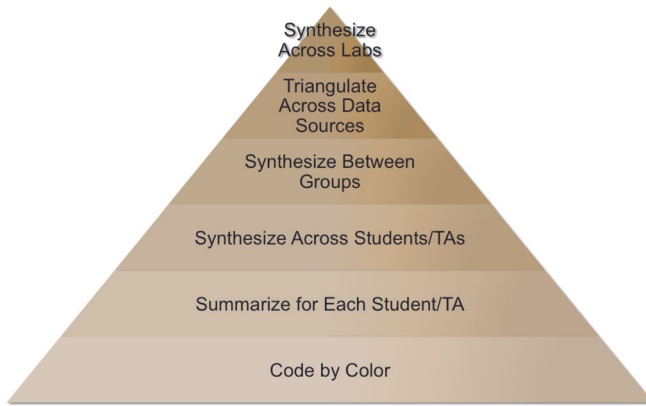 Synthesize
Across Labs
Triangulate
Across Data
Sources
Synthesize Between
Groups
Synthesize Across Students/TAs
Summarize for Each Student/TA
Code by Color